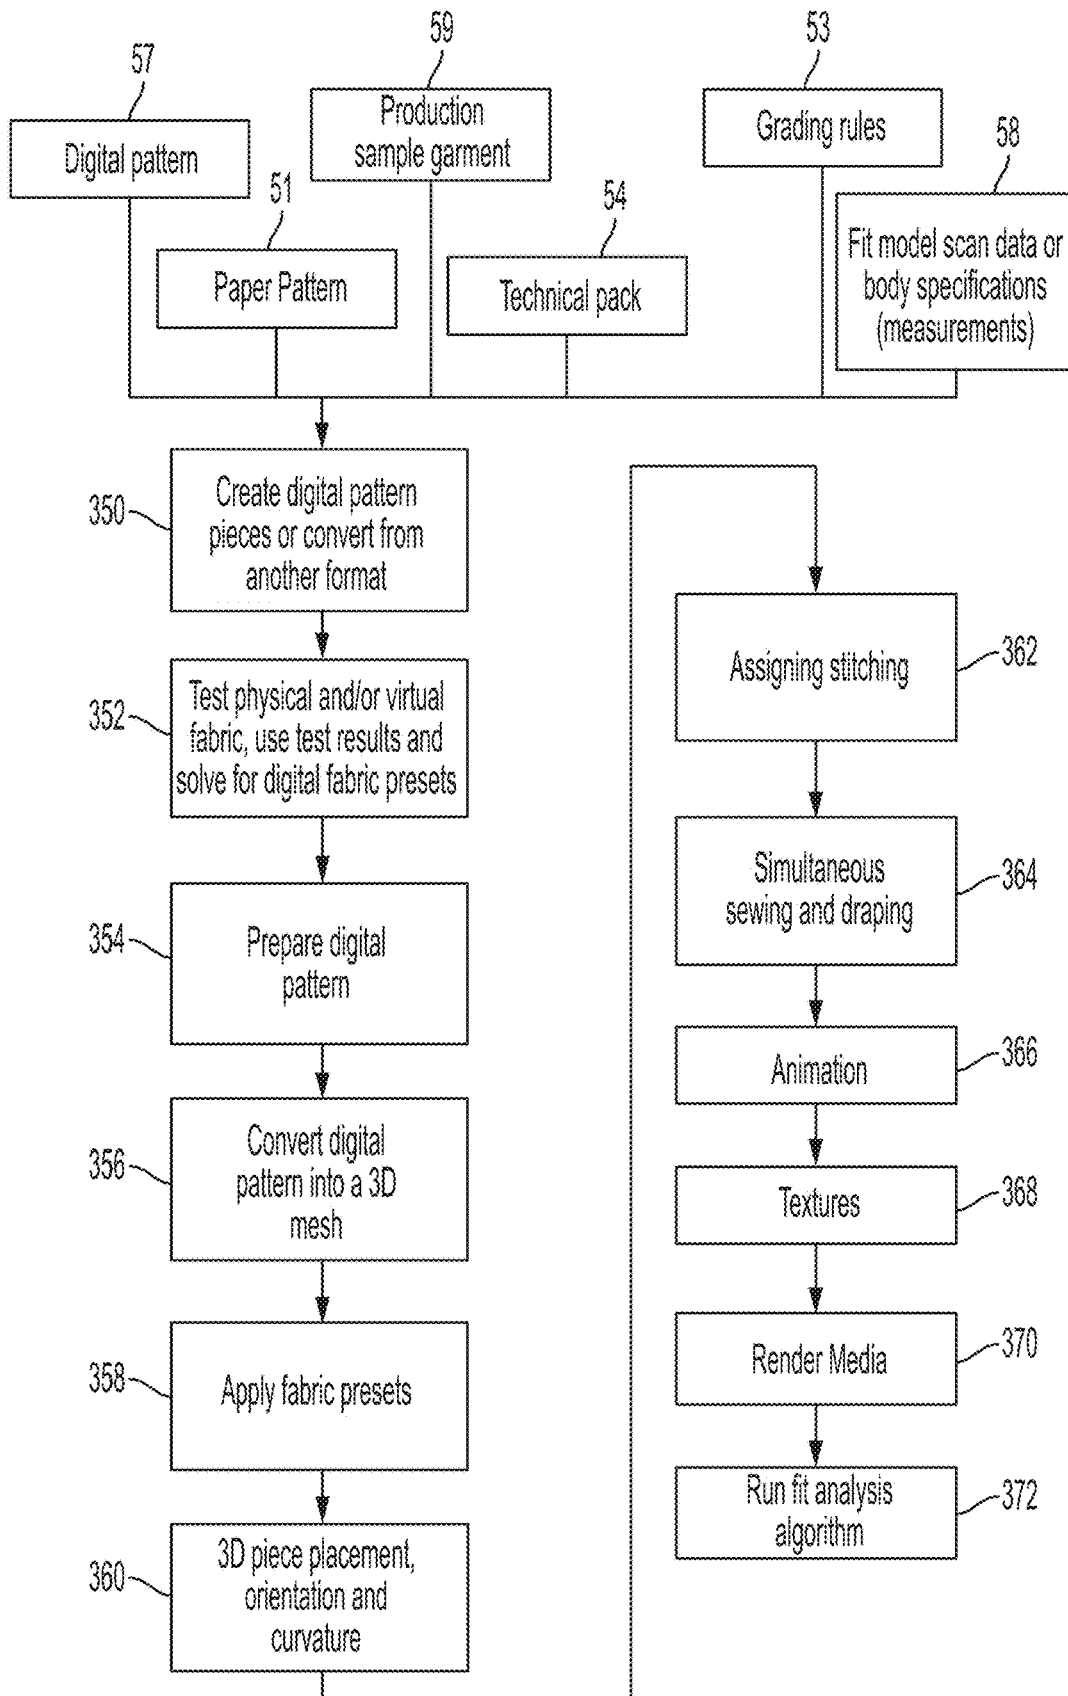 59
53
57
Production
sample garment
Grading rules
58
Digital pattern
51
54
Fit model scan data or
body specifications
(measurements)
Paper Pattern
Technical pack
350
Create digital pattern
pieces or convert from
another format
352
Test physical and/or virtual
fabric, use test results and
solve for digital fabric presets
354
Prepare digital
pattern
356
Convert digital
pattern into a 3D
mesh
358
Apply fabric presets
360
3D piece placement,
orientation and
curvature
Assigning stitching
362
Simultaneous
sewing and draping
364
Animation
366
Textures
368
Render Media
370
Run fit analysis
algorithm
372